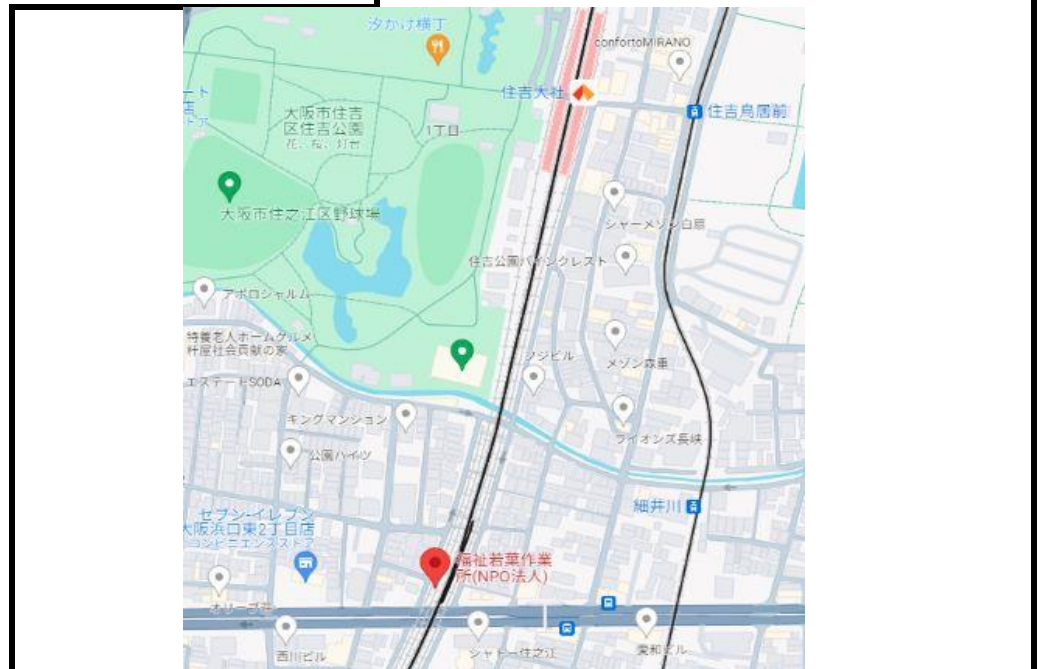 汐かけ横丁
confortoMIRANO
住吉大社
住吉鳥居前
大阪市住吉
区住吉公園
花、桜、灯台
1丁目
大阪市住之江区野球場
シャーメゾン白扇
住吉公園パインクレスト
アポロシャルム
特養老人ホームグルメ
杵屋社会貢献の家
フジビル
メゾン森重
エステートSODA
キングマンション
ライオンズ長峡
公園ハイツ
細井川
セブン-イレブン
大阪浜口東2丁目店
コンビニエンスストア
福祉若葉作業
所(NPO法人)
オリーブ荘
西川ビル
シャトー住之江
愛和ビル